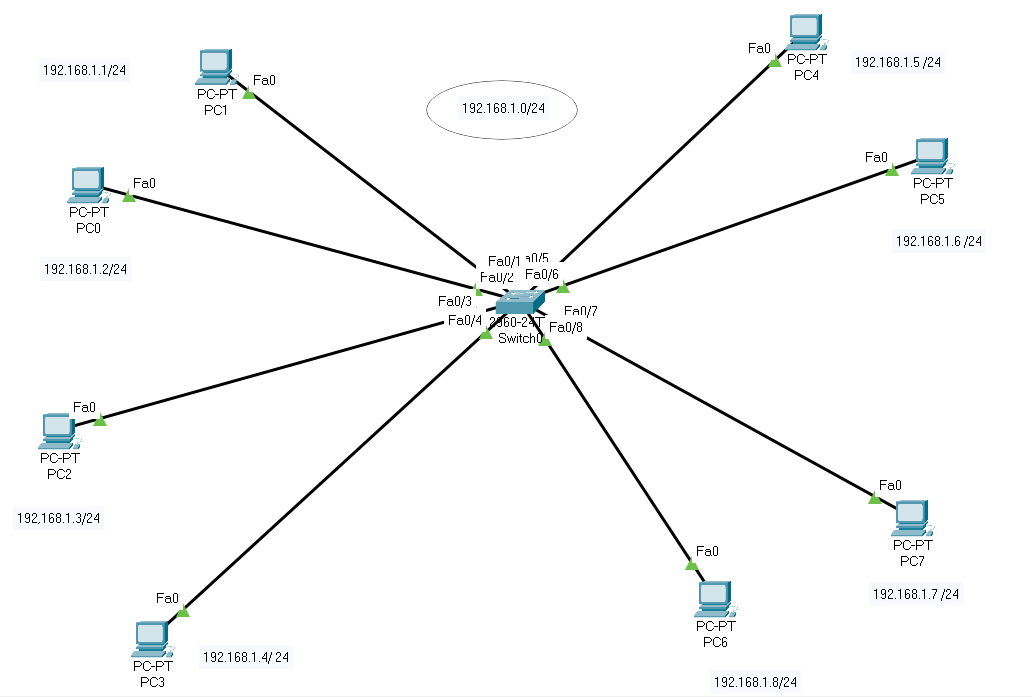 Fa0
PC-PT
PC4
192.168.1.5 /24
192.168.1.1/24
Fa0
PC-PT
PC1
192.168.1.0/24
Fa0
PC-PT
PC5
Fa0
PC-PT
PC0
192.168.1.6 /24
192.168.1.2/24
Fa0/1
a0/5
Fa0/2
Fa0/6
Fa0/3
Fa0/4
Fa0/7
Fa0/8
2960-24T
Switch0
Fa0
PC-PT
PC2
192,168.1.3/24
Fa0
PC-PT
PC7
192.168.1.7 /24
Fa0
PC-PT
PC6
192.168.1.8/24
Fa0
PC-PT
PC3
192.168.1.4/ 24